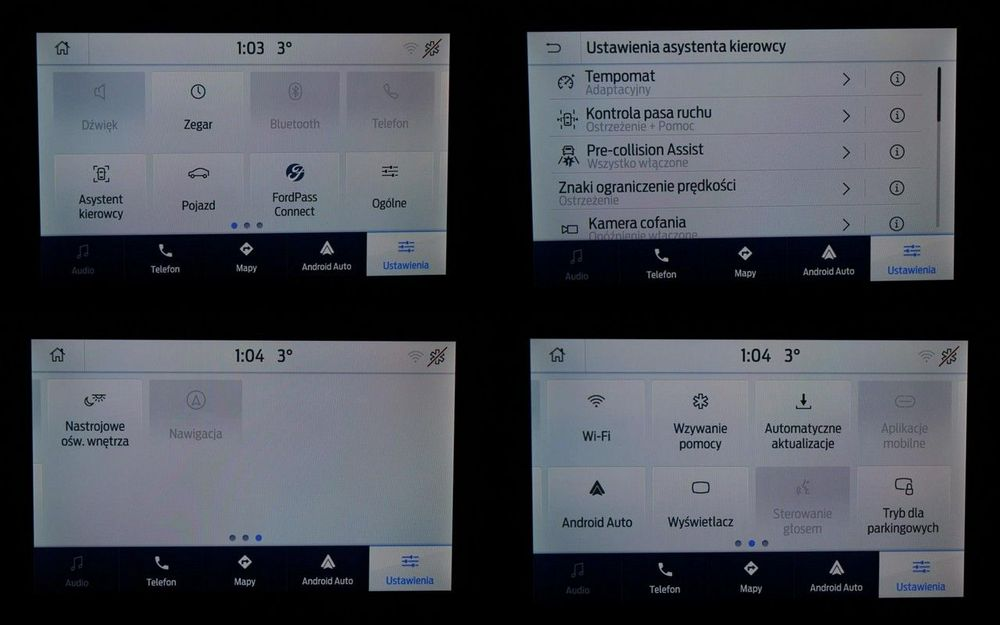 1:03 3°
Dźwięk
Zegar
Bluetooth
Telefon
Asystent
kierowcy
Pojazd
FordPass
Connect
Ogólne
Audio
Telefon
Mapy
Android Auto
Ustawienia
Ustawienia asystenta kierowcy
Tempomat
Adaptacyjny
Kontrola pasa ruchu
Ostrzeżenie + Pomoc
Pre-collision Assist
Wszystko włączone
Znaki ograniczenie prędkości
Ostrzeżenie
Kamera cofania
Opóźnienie włączone
Audio
Telefon
Mapy
Android Auto
Ustawienia
1:04 3°
Nastrojowe
ośw. wnętrza
Nawigacja
Audio
Telefon
Mapy
Android Auto
Ustawienia
1:04 3°
Wi-Fi
Wzywanie
pomocy
Automatyczne
aktualizacje
Aplikacje
mobilne
Android Auto
Wyświetlacz
Sterowanie
głosem
Tryb dla
parkingowych
Audio
Telefon
Mapy
Android Auto
Ustawienia